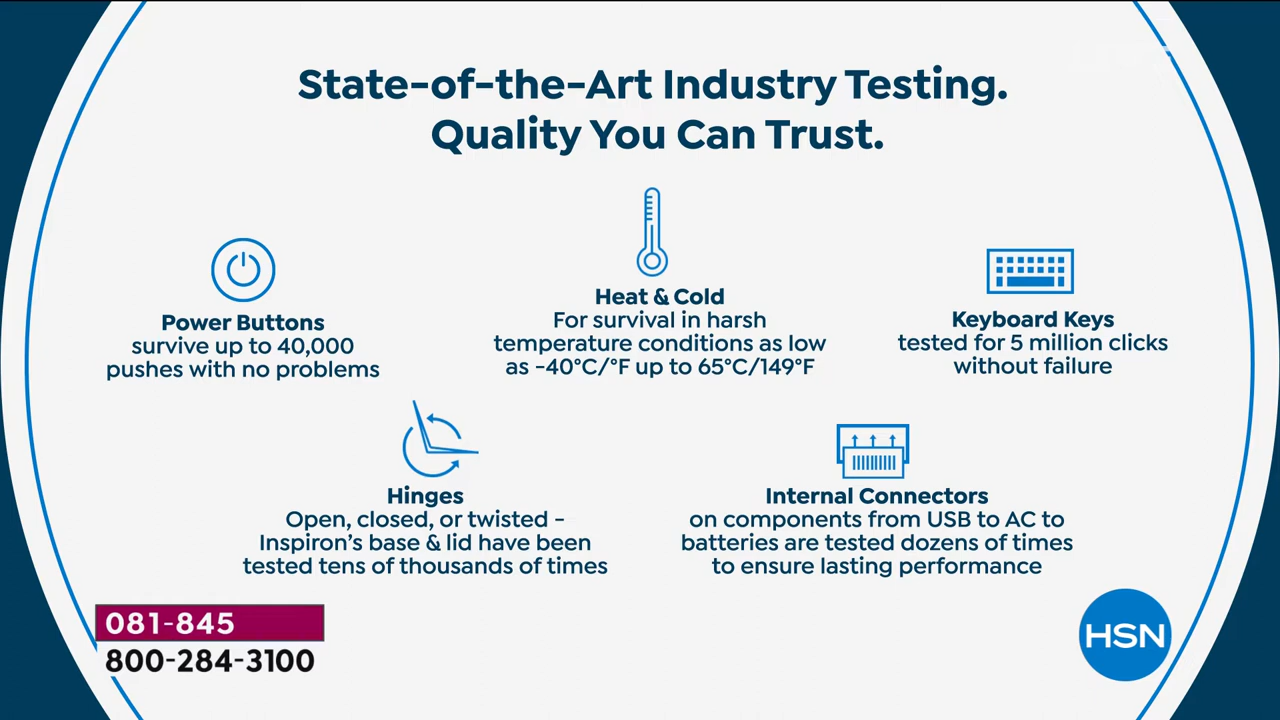 State-of-the-Art Industry Testing.
Quality You Can Trust.
Power Buttons
survive up to 40,000
pushes with no problems
Heat & Cold
For survival in harsh
temperature conditions as low
as -40°C/°F up to 65°C/149°F
Keyboard Keys
tested for 5 million clicks
without failure
Hinges
Open, closed, or twisted -
Inspiron's base & lid have been
tested tens of thousands of times
Internal Connectors
on components from USB to AC to
batteries are tested dozens of times
to ensure lasting performance
081-845
800-284-3100
HSN